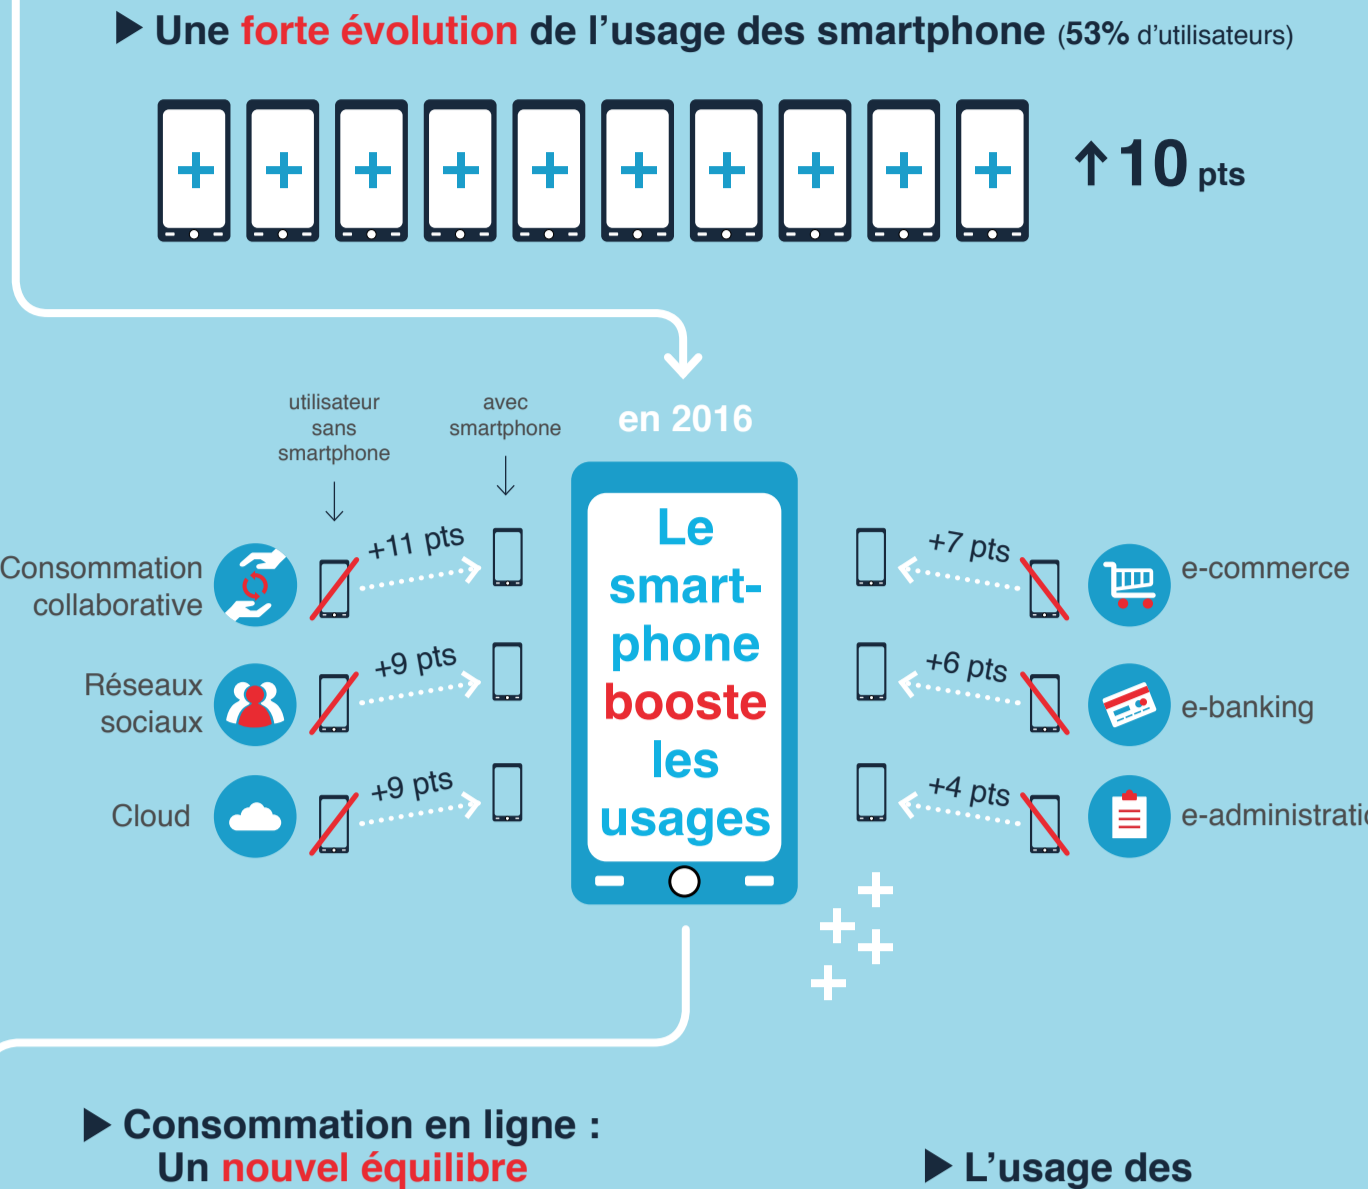 Une forte évolution de l'usage des smartphone (53% d'utilisateurs)
↑10 pts
en 2016
utilisateur
sans
smartphone
avec
smartphone
Le
smart-
phone
booste
les
usages
Consommation
collaborative
+11 pts
Réseaux
sociaux
+9 pts
Cloud
+9 pts
+7 pts
e-commerce
+6 pts
e-banking
+4 pts
e-administratio
Consommation en ligne :
Un nouvel équilibre
L'usage des